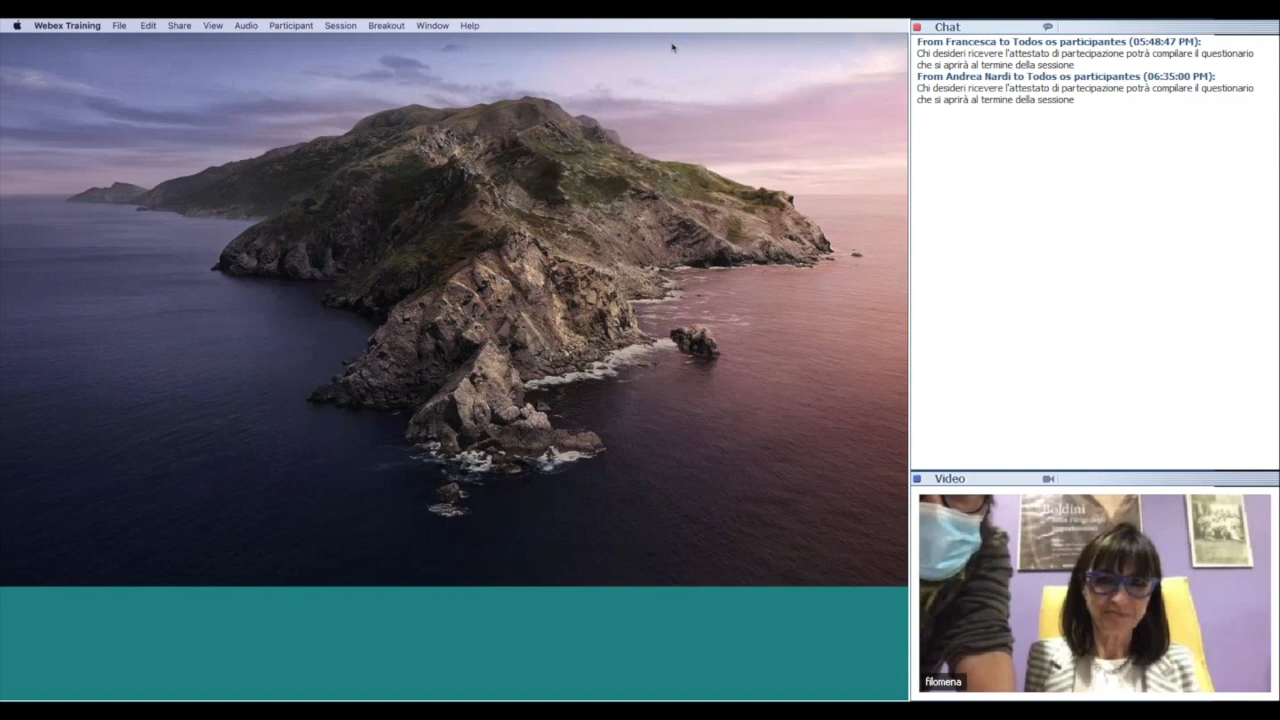 Webex Training File Edit Share View Audio Participant Session Breakout Window Help
Chat
From Francesca to Todos os participantes (05:48:47 PM):
Chi desideri ricevere l'attestato di partecipazione potrà compilare il questionario
che si aprirà al termine della sessione
From Andrea Nardi to Todos os participantes (06:35:00 PM):
Chi desideri ricevere l'attestato di partecipazione potrà compilare il questionario
che si aprirà al termine della sessione
Video
Boldini
filomena